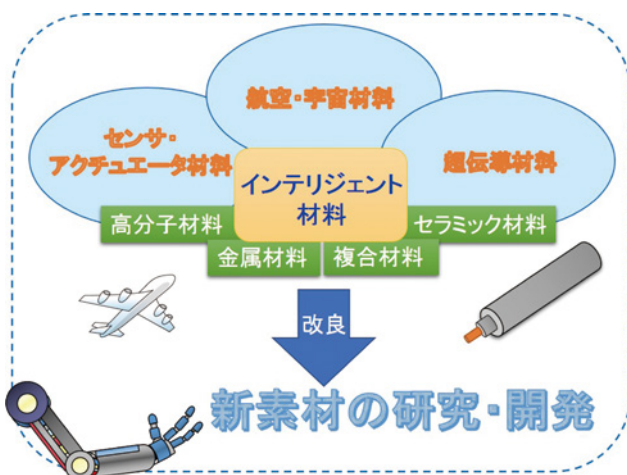 航空・宇宙材料
センサ・
アクチュエータ材料
超伝導材料
インテリジェント
材料
高分子材料
セラミック材料
金属材料
複合材料
改良
新素材の研究・開発